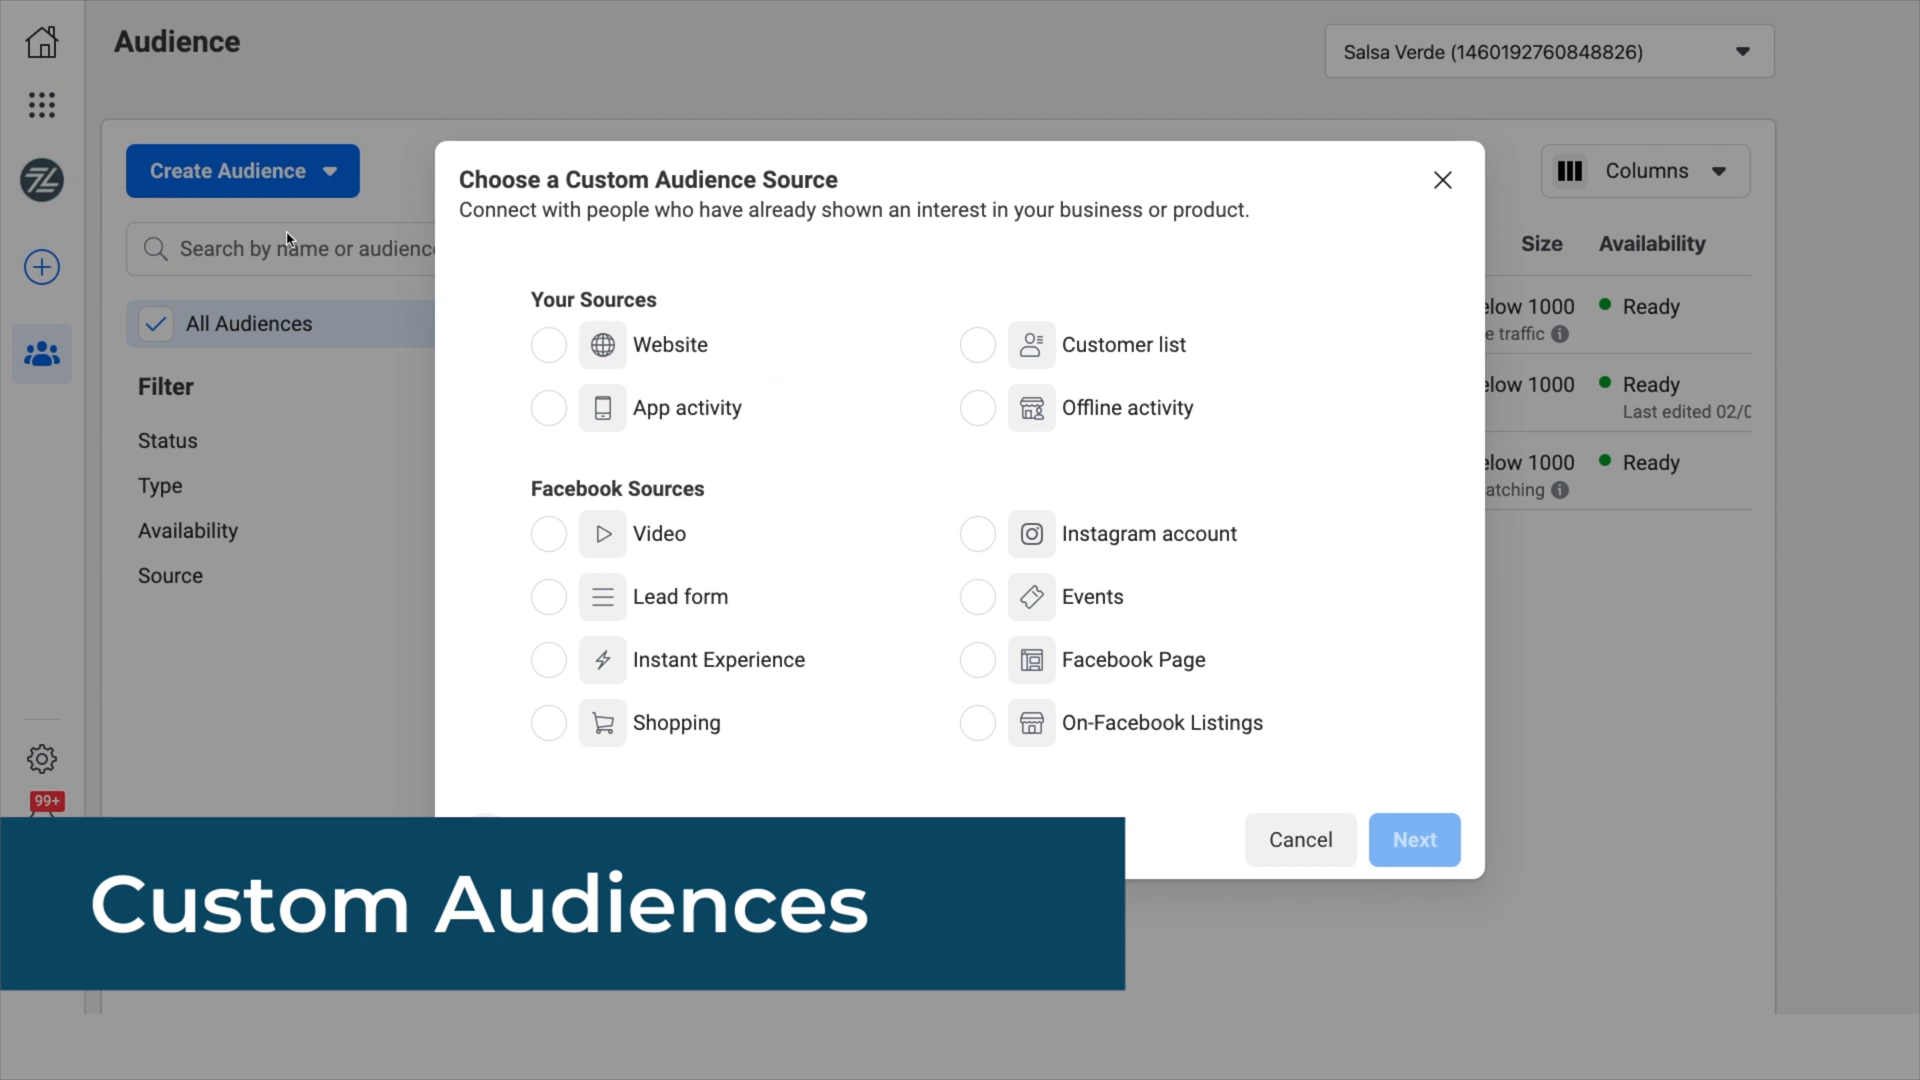 Audience
Salsa Verde (1460192760848826)
Create Audience
Columns
Search by name or audienc
All Audiences
Filter
Status
Type
Availability
Source
Size
Availability
elow 1000
Ready
e traffic
elow 1000
Ready
Last edited 02/0
elow 1000
Ready
atching
99+
Choose a Custom Audience Source
Connect with people who have already shown an interest in your business or product.
Your Sources
Website
Customer list
App activity
Offline activity
Facebook Sources
Video
Instagram account
Lead form
Events
Instant Experience
Facebook Page
Shopping
On-Facebook Listings
Cancel
Next
Custom Audiences